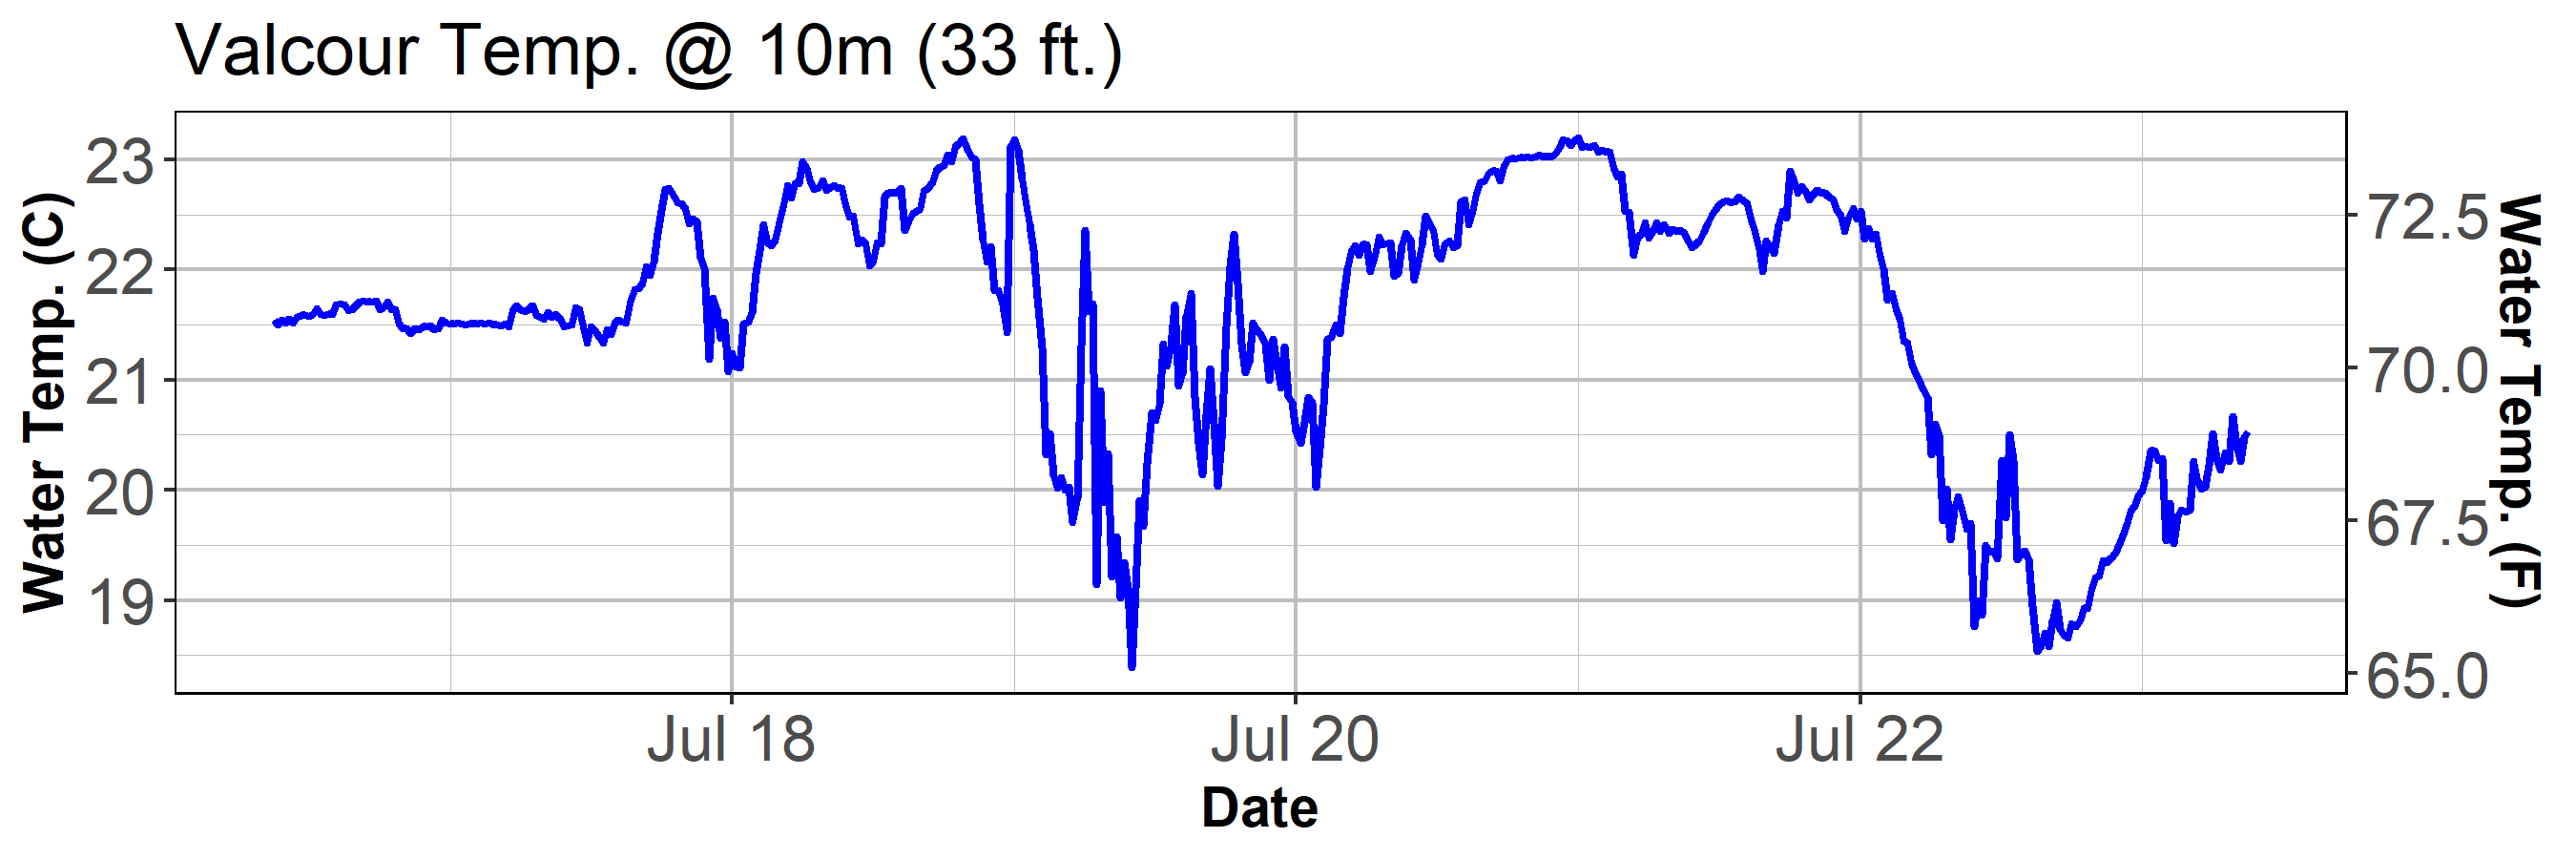 Valcour Temp. @ 10m (33 ft.)
Water Temp. (C)
23
22
21
20
19
72.5
70.0
67.5
65.0
Water Temp. (F)
Jul 18
Jul 20
Jul 22
Date